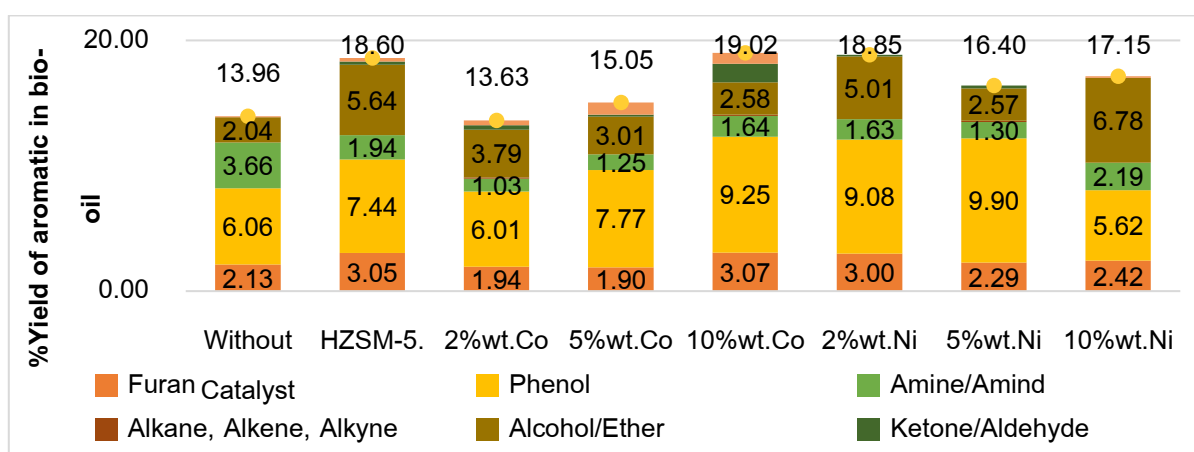 %Yield of aromatic in bio-
oil
20.00
0.00
13.96 18.60 13.63 15.05 19.02 18.85 16.40 17.15
2.04 5.64 3.79 3.01 2.58 5.01 2.57 6.78
3.66 1.94 1.03 1.25 1.64 1.63 1.30 2.19
6.06 7.44 6.01 7.77 9.25 9.08 9.90 5.62
2.13 3.05 1.94 1.90 3.07 3.00 2.29 2.42
Without HZSM-5. 2%wt.Co 5%wt.Co 10%wt.Co 2%wt.Ni 5%wt.Ni 10%wt.Ni
Catalyst
Furan Phenol Amine/Amind
Alkane, Alkene, Alkyne Alcohol/Ether Ketone/Aldehyde